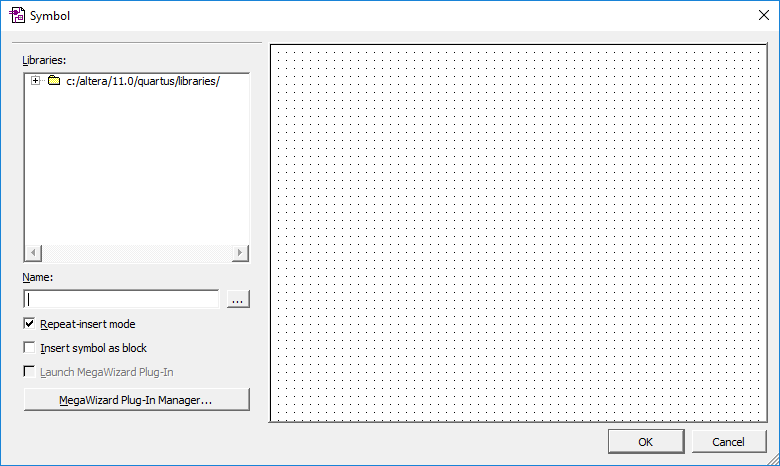 Symbol
Libraries:
c:/altera/11.0/quartus/libraries/
Name:
...
Repeat-insert mode
Insert symbol as block
Launch MegaWizard Plug-In
MegaWizard Plug-In Manager...
OK
Cancel